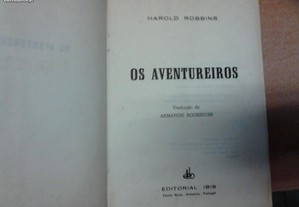 HAROLD ROBBINS
OS AVENTUREIROS
Tradução de
ARMANDO RODRIGUES
EDITORIAL IBIS